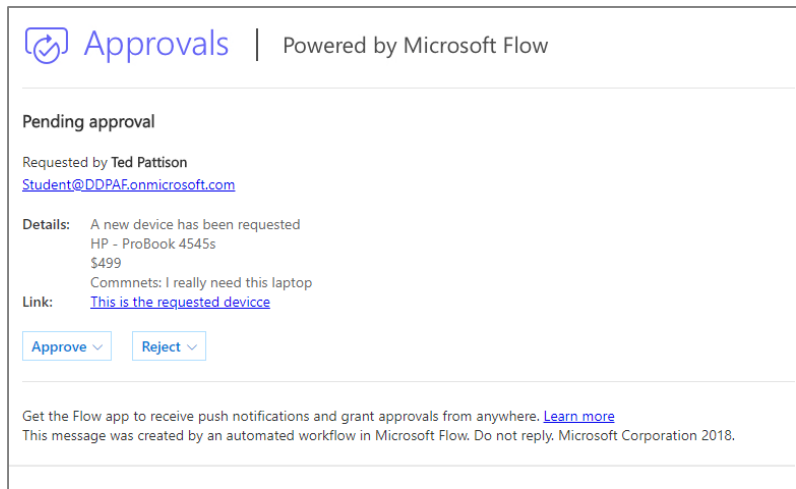 Approvals | Powered by Microsoft Flow
Pending approval
Requested by Ted Pattison
Student@DDPAF.onmicrosoft.com
Details: A new device has been requested
HP - ProBook 4545s
$499
Commnets: I really need this laptop
Link: This is the requested devicce
Approve Reject
Get the Flow app to receive push notifications and grant approvals from anywhere. Learn more
This message was created by an automated workflow in Microsoft Flow. Do not reply. Microsoft Corporation 2018.